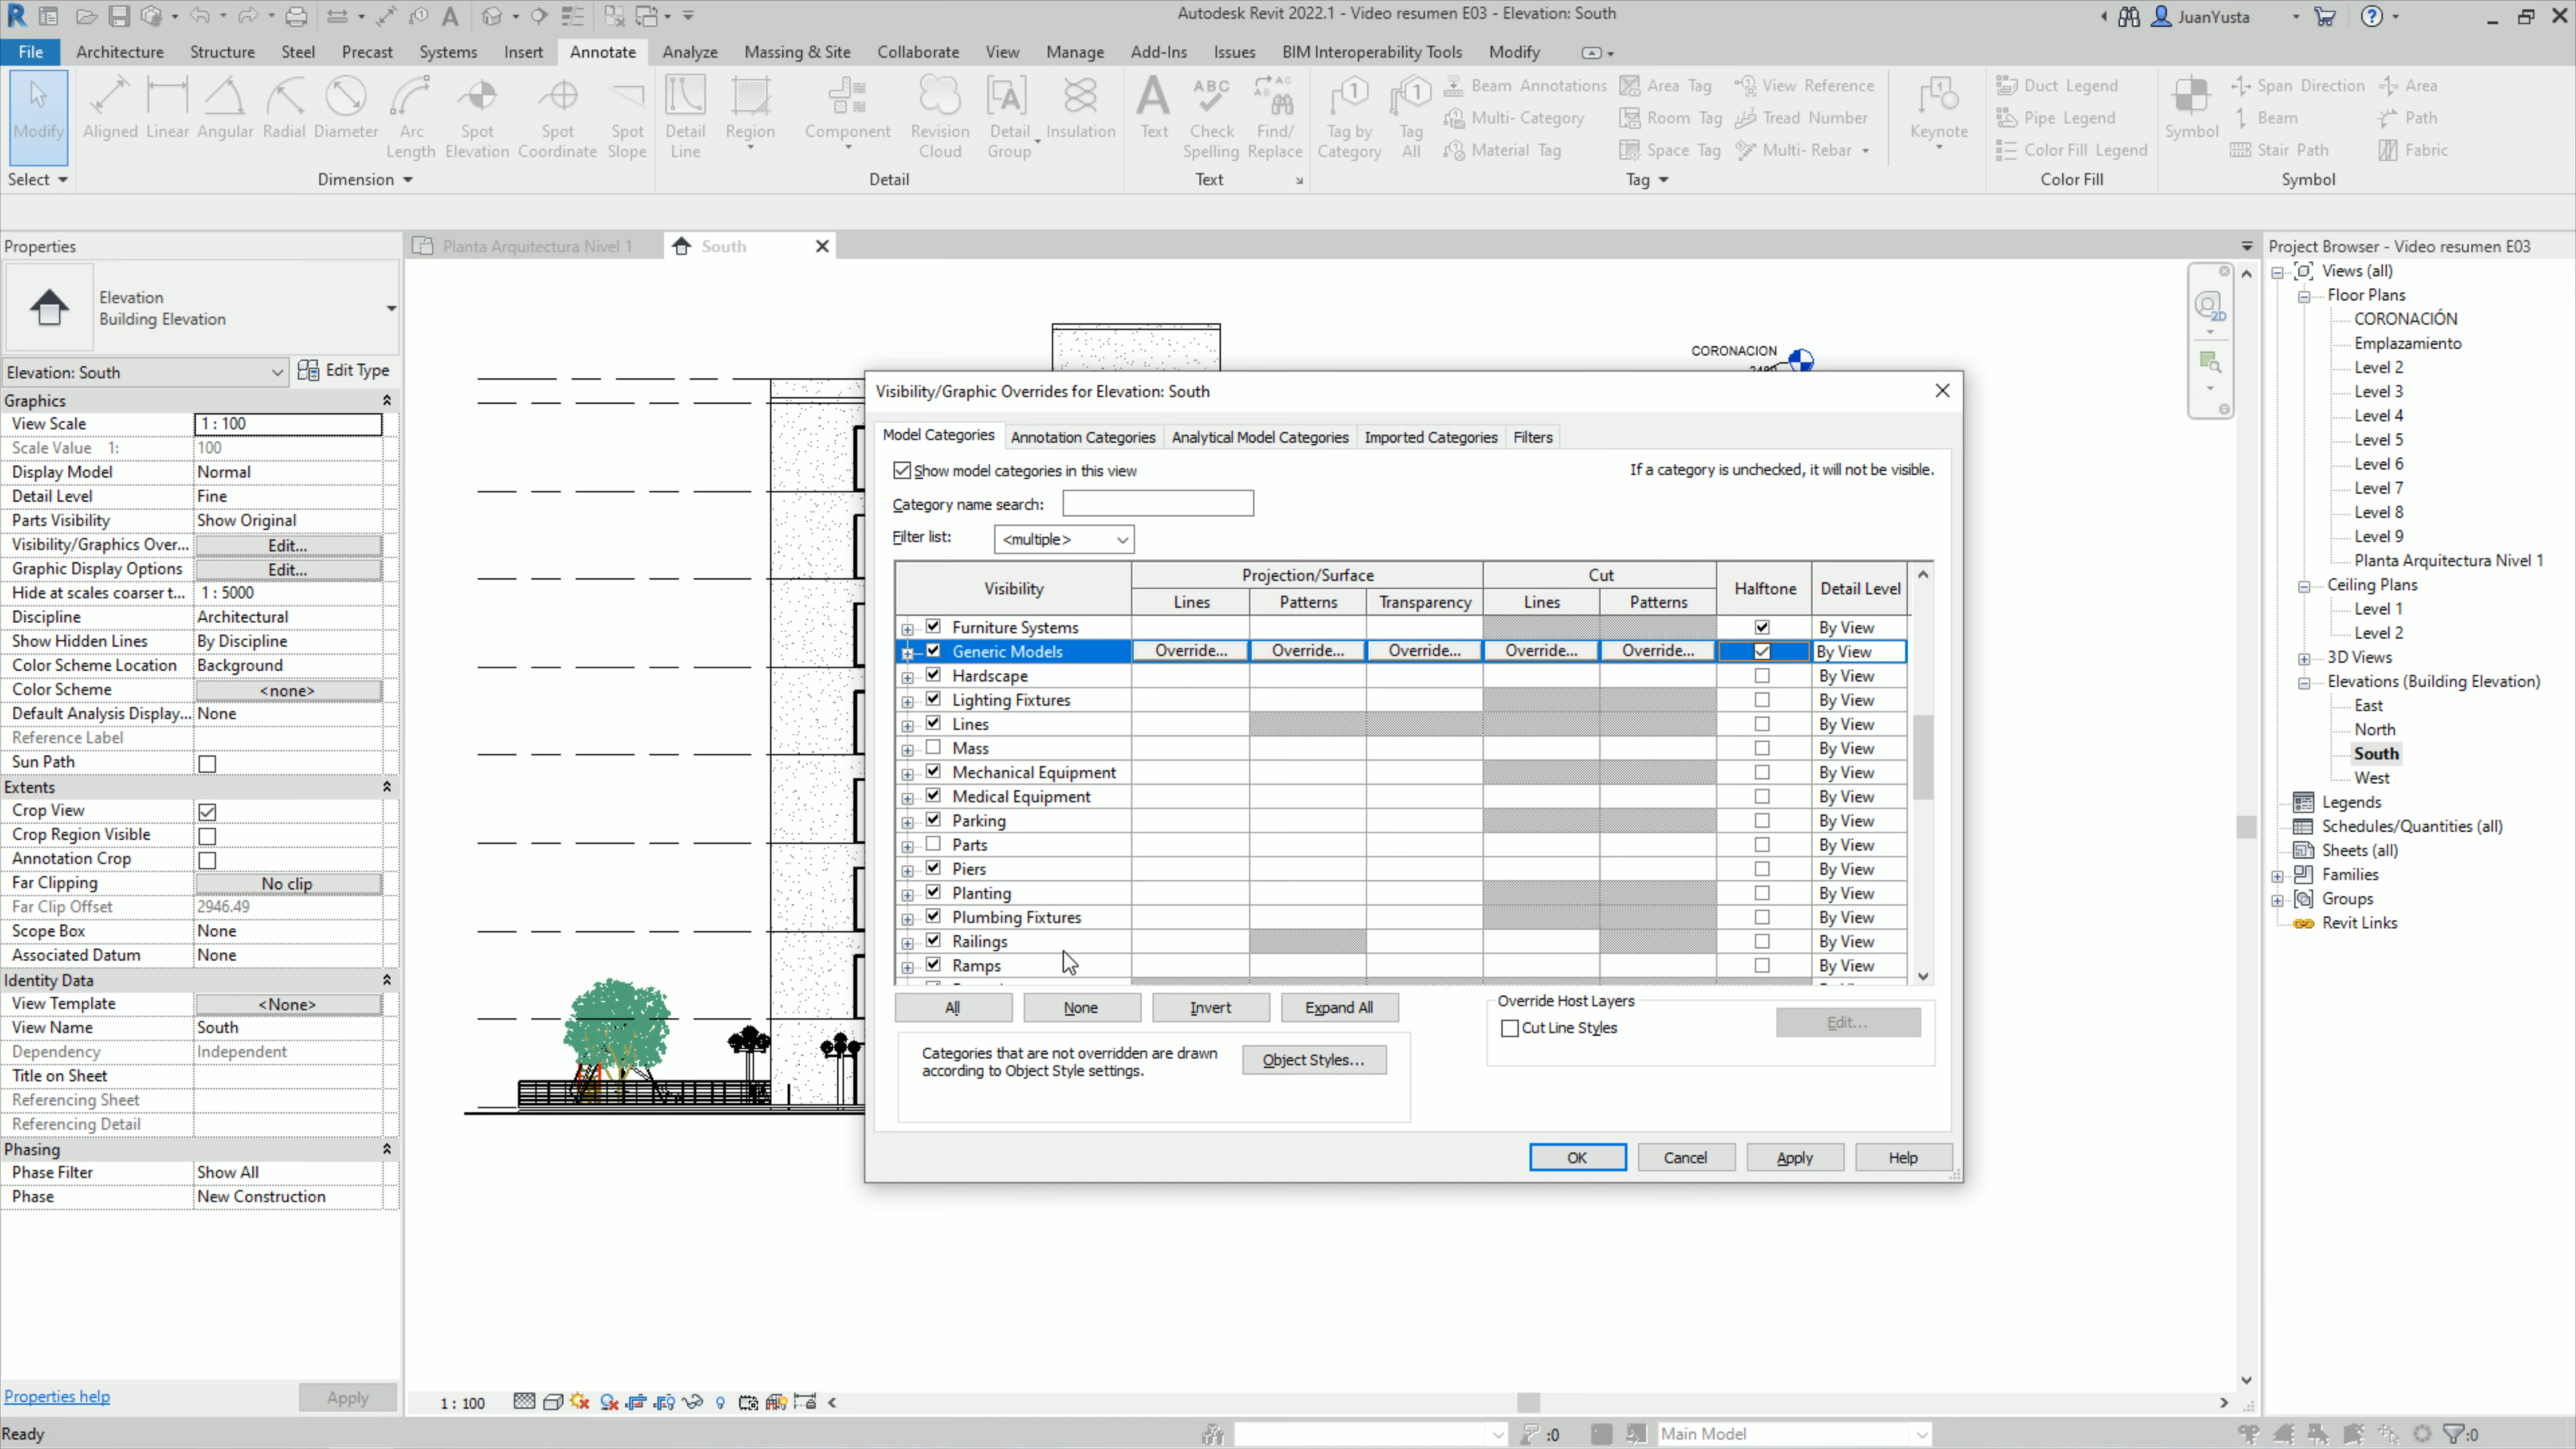 Autodesk Revit 2022.1 - Video resumen E03 - Elevation: South
JuanYusta
File Architecture Structure Steel Precast Systems Insert Annotate Analyze Massing & Site Collaborate View Manage Add-Ins Issues BIM Interoperability Tools Modify
Modify Aligned Linear Angular Radial Diameter Arc Length Spot Elevation Spot Coordinate Spot Slope
Detail Line Region Component Revision Cloud Detail Group Insulation
Text ABC Check Spelling Find/ Replace
Tag by Category Tag All Beam Annotations Multi- Category Material Tag Area Tag Room Tag Space Tag View Reference Tread Number Multi- Rebar
Keynote
Duct Legend Pipe Legend Color Fill Legend
Symbol Span Direction Beam Stair Path Area Path Fabric
Select Dimension Detail Text Tag Color Fill Symbol
Properties
Elevation
Building Elevation
Elevation: South Edit Type
Graphics
View Scale 1 : 100
Scale Value 1: 100
Display Model Normal
Detail Level Fine
Parts Visibility Show Original
Visibility/Graphics Over... Edit...
Graphic Display Options Edit...
Hide at scales coarser t... 1 : 5000
Discipline Architectural
Show Hidden Lines By Discipline
Color Scheme Location Background
Color Scheme <none>
Default Analysis Display... None
Reference Label
Sun Path
Extents
Crop View
Crop Region Visible
Annotation Crop
Far Clipping No clip
Far Clip Offset 2946.49
Scope Box None
Associated Datum None
Identity Data
View Template <None>
View Name South
Dependency Independent
Title on Sheet
Referencing Sheet
Referencing Detail
Phasing
Phase Filter Show All
Phase New Construction
Properties help Apply
Planta Arquitectura Nivel 1 South
CORONACION
2D
Visibility/Graphic Overrides for Elevation: South
Model Categories Annotation Categories Analytical Model Categories Imported Categories Filters
Show model categories in this view If a category is unchecked, it will not be visible.
Category name search:
Filter list: <multiple>
Visibility Projection/Surface Cut Halftone Detail Level
Lines Patterns Transparency Lines Patterns
Furniture Systems By View
Generic Models Override... Override... Override... Override... Override... By View
Hardscape By View
Lighting Fixtures By View
Lines By View
Mass By View
Mechanical Equipment By View
Medical Equipment By View
Parking By View
Parts By View
Piers By View
Planting By View
Plumbing Fixtures By View
Railings By View
Ramps By View
All None Invert Expand All
Override Host Layers
Cut Line Styles Edit...
Categories that are not overridden are drawn
according to Object Style settings.
Object Styles...
OK Cancel Apply Help
Project Browser - Video resumen E03
Views (all)
Floor Plans
CORONACIÓN
Emplazamiento
Level 2
Level 3
Level 4
Level 5
Level 6
Level 7
Level 8
Level 9
Planta Arquitectura Nivel 1
Ceiling Plans
Level 1
Level 2
3D Views
Elevations (Building Elevation)
East
North
South
West
Legends
Schedules/Quantities (all)
Sheets (all)
Families
Groups
Revit Links
1 : 100
Ready :0 Main Model :0